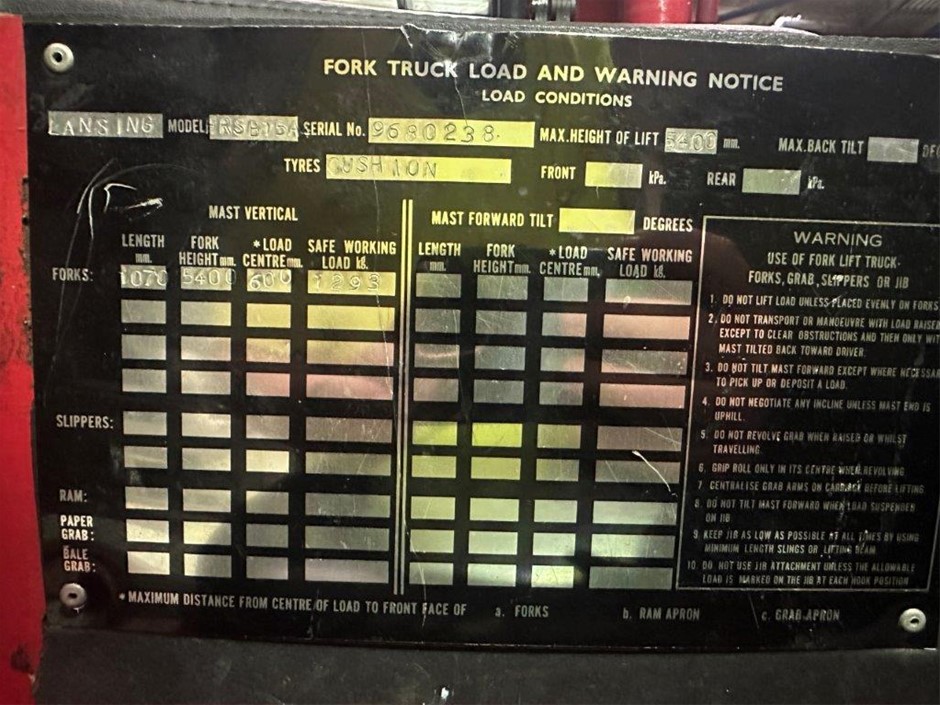 FORK TRUCK LOAD AND WARNING NOTICE
LOAD CONDITIONS
LANSING MODEL SERIAL No. 9680238 MAX.HEIGHT OF LIFT 5400 mm. MAX.BACK TILT
TYRES CUSHION FRONT kPa. REAR kPa.
MAST VERTICAL
LENGTH mm. FORK HEIGHT mm. *LOAD CENTRE mm. SAFE WORKING LOAD kg.
FORKS: 1070 5400 600 1293
SLIPPERS:
RAM:
PAPER GRAB:
BALE GRAB:
MAST FORWARD TILT DEGREES
LENGTH mm. FORK HEIGHT mm. *LOAD CENTRE mm. SAFE WORKING LOAD kg.
WARNING
USE OF FORK LIFT TRUCK.
FORKS, GRAB, SLIPPERS OR JIB
1. DO NOT LIFT LOAD UNLESS PLACED EVENLY ON FORKS
2. DO NOT TRANSPORT OR MANOEUVRE WITH LOAD RAISED
EXCEPT TO CLEAR OBSTRUCTIONS AND THEN ONLY WIT
MAST TILTED BACK TOWARD DRIVER.
3. DO NOT TILT MAST FORWARD EXCEPT WHERE NECESSA
TO PICK UP OR DEPOSIT A LOAD.
4. DO NOT NEGOTIATE ANY INCLINE UNLESS MAST END IS
UPHILL.
5. DO NOT REVOLVE GRAB WHEN RAISED OR WHILST
TRAVELLING.
6. GRIP ROLL ONLY IN ITS CENTRE WHEN REVOLVING
7. CENTRALISE GRAB ARMS ON CARRIAGE BEFORE LIFTING
8. DO NOT TILT MAST FORWARD WHEN LOAD SUSPENDED
ON JIB
9. KEEP JIB AS LOW AS POSSIBLE AT ALL TIMES BY USING
MINIMUM LENGTH SLINGS OR LIFTING BEAM.
10. DO NOT USE JIB ATTACHMENT UNLESS THE ALLOWABLE
LOAD IS MARKED ON THE JIB AT EACH HOOK POSITION
* MAXIMUM DISTANCE FROM CENTRE OF LOAD TO FRONT FACE OF a. FORKS b. RAM APRON c. GRAB APRON